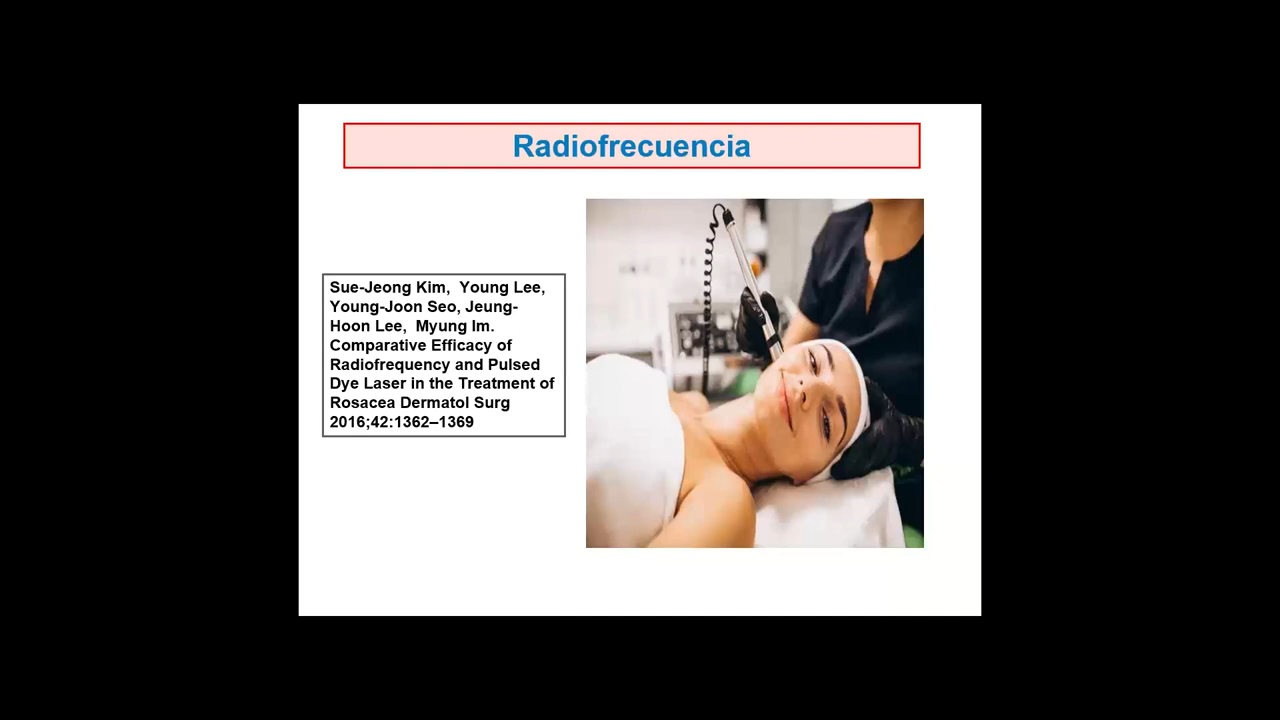 Radiofrecuencia
Sue-Jeong Kim,  Young Lee,
Young-Joon Seo, Jeung-
Hoon Lee,  Myung Im.
Comparative Efficacy of
Radiofrequency and Pulsed
Dye Laser in the Treatment of
Rosacea Dermatol Surg
2016;42:1362–1369